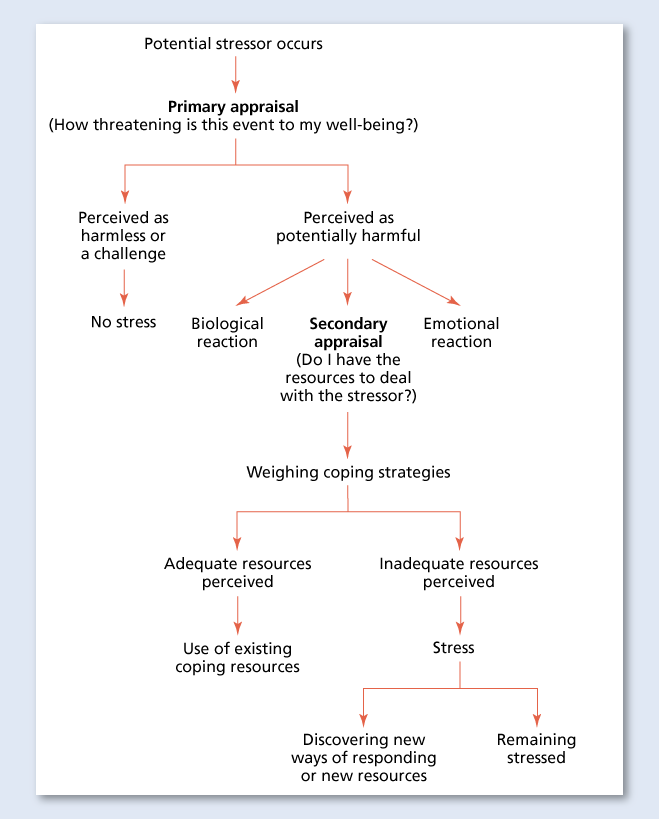 Potential stressor occurs
Primary appraisal
(How threatening is this event to my well-being?)
Perceived as
harmless or
a challenge
Perceived as
potentially harmful
No stress
Biological
reaction
Secondary
appraisal
(Do I have the
resources to deal
with the stressor?)
Emotional
reaction
Weighing coping strategies
Adequate resources
perceived
Inadequate resources
perceived
Use of existing
coping resources
Stress
Discovering new
ways of responding
or new resources
Remaining
stressed